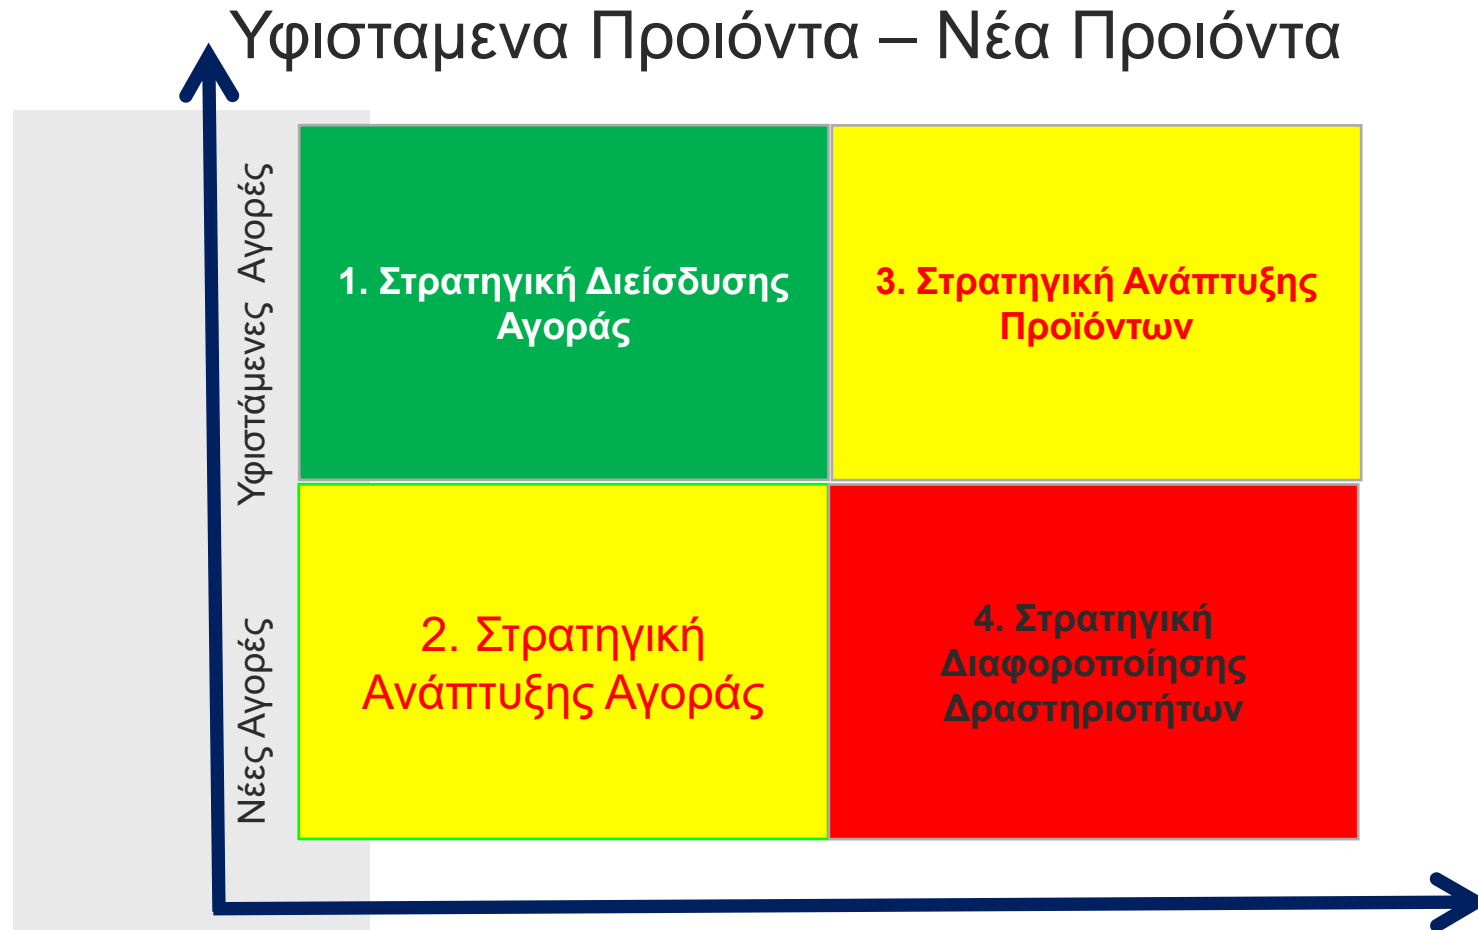 Υφισταμενα Προιόντα – Νέα Προιόντα
Υφιστάμενες Αγορές
1. Στρατηγική Διείσδυσης
Αγοράς
3. Στρατηγική Ανάπτυξης
Προϊόντων
Νέες Αγορές
2. Στρατηγική
Ανάπτυξης Αγοράς
4. Στρατηγική
Διαφοροποίησης
Δραστηριοτήτων